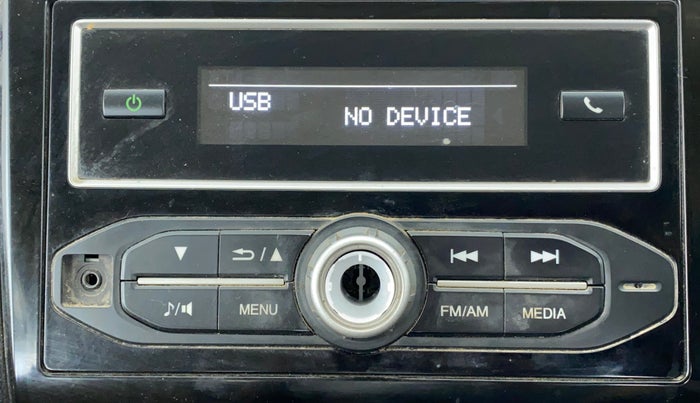 USB
NO DEVICE
MENU
FM/AM
MEDIA